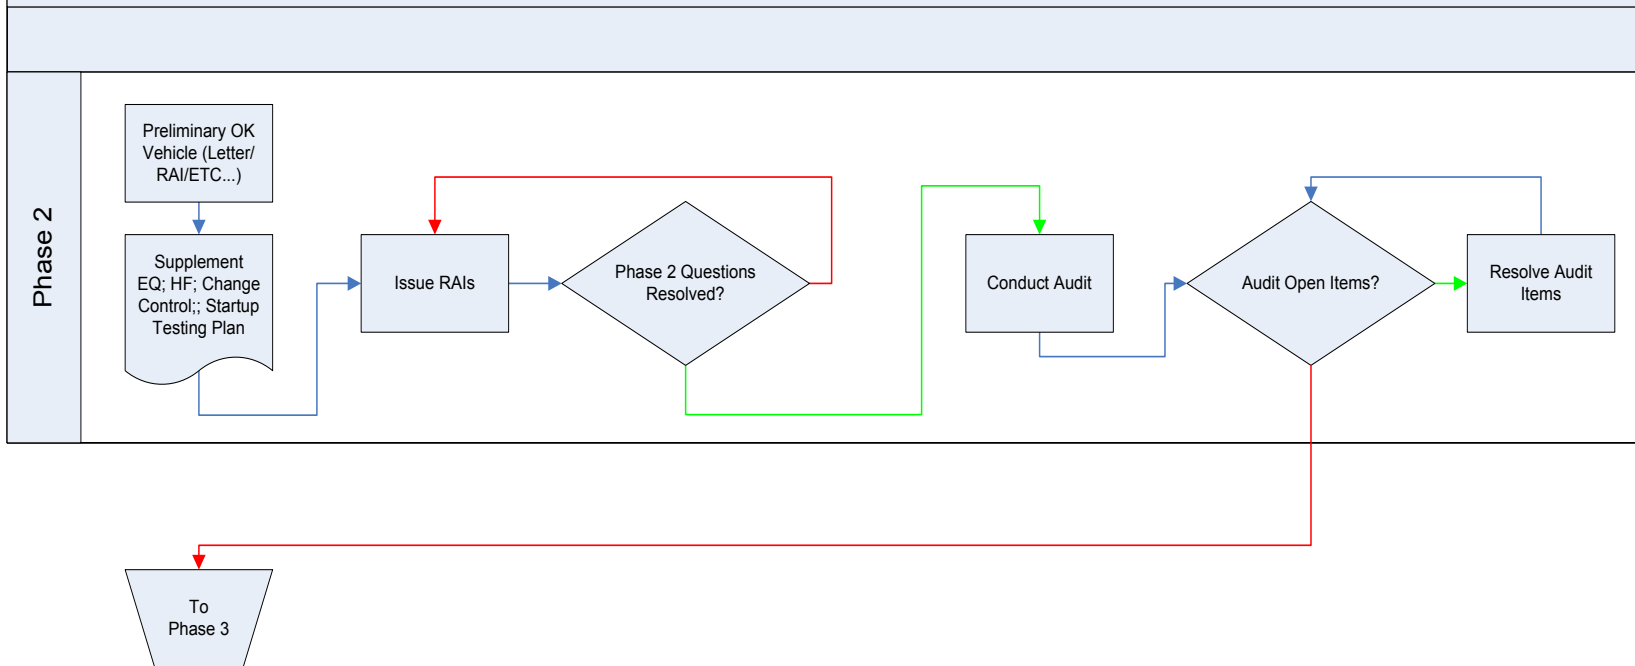 Phase 2
Preliminary OK
Vehicle (Letter/
RAI/ETC...)
Supplement
EQ; HF; Change
Control;; Startup
Testing Plan
Issue RAIs
Phase 2 Questions
Resolved?
Conduct Audit
Audit Open Items?
Resolve Audit
Items
To
Phase 3